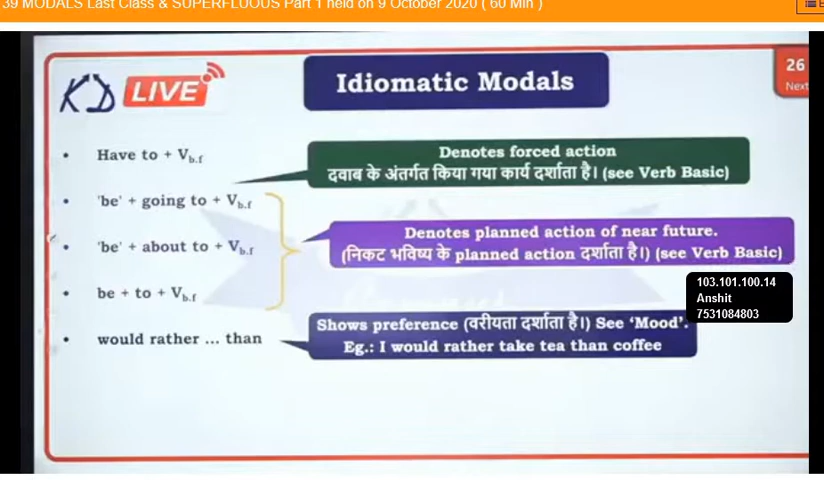 39 MODALS Last Class & SUPERFLUOUS Part 1 held on 9 October 2020 ( 60 Min )
KD LIVE
Idiomatic Modals
26
Next
• Have to + Vb.f
Denotes forced action
दवाब के अंतर्गत किया गया कार्य दर्शाता है। (see Verb Basic)
• 'be' + going to + Vb.f
• 'be' + about to + Vb.f
Denotes planned action of near future.
(निकट भविष्य के planned action दर्शाता है।) (see Verb Basic)
• be + to + Vb.f
103.101.100.14
Anshit
7531084803
• would rather ... than
Shows preference (वरीयता दर्शाता है।) See ‘Mood’.
Eg.: I would rather take tea than coffee